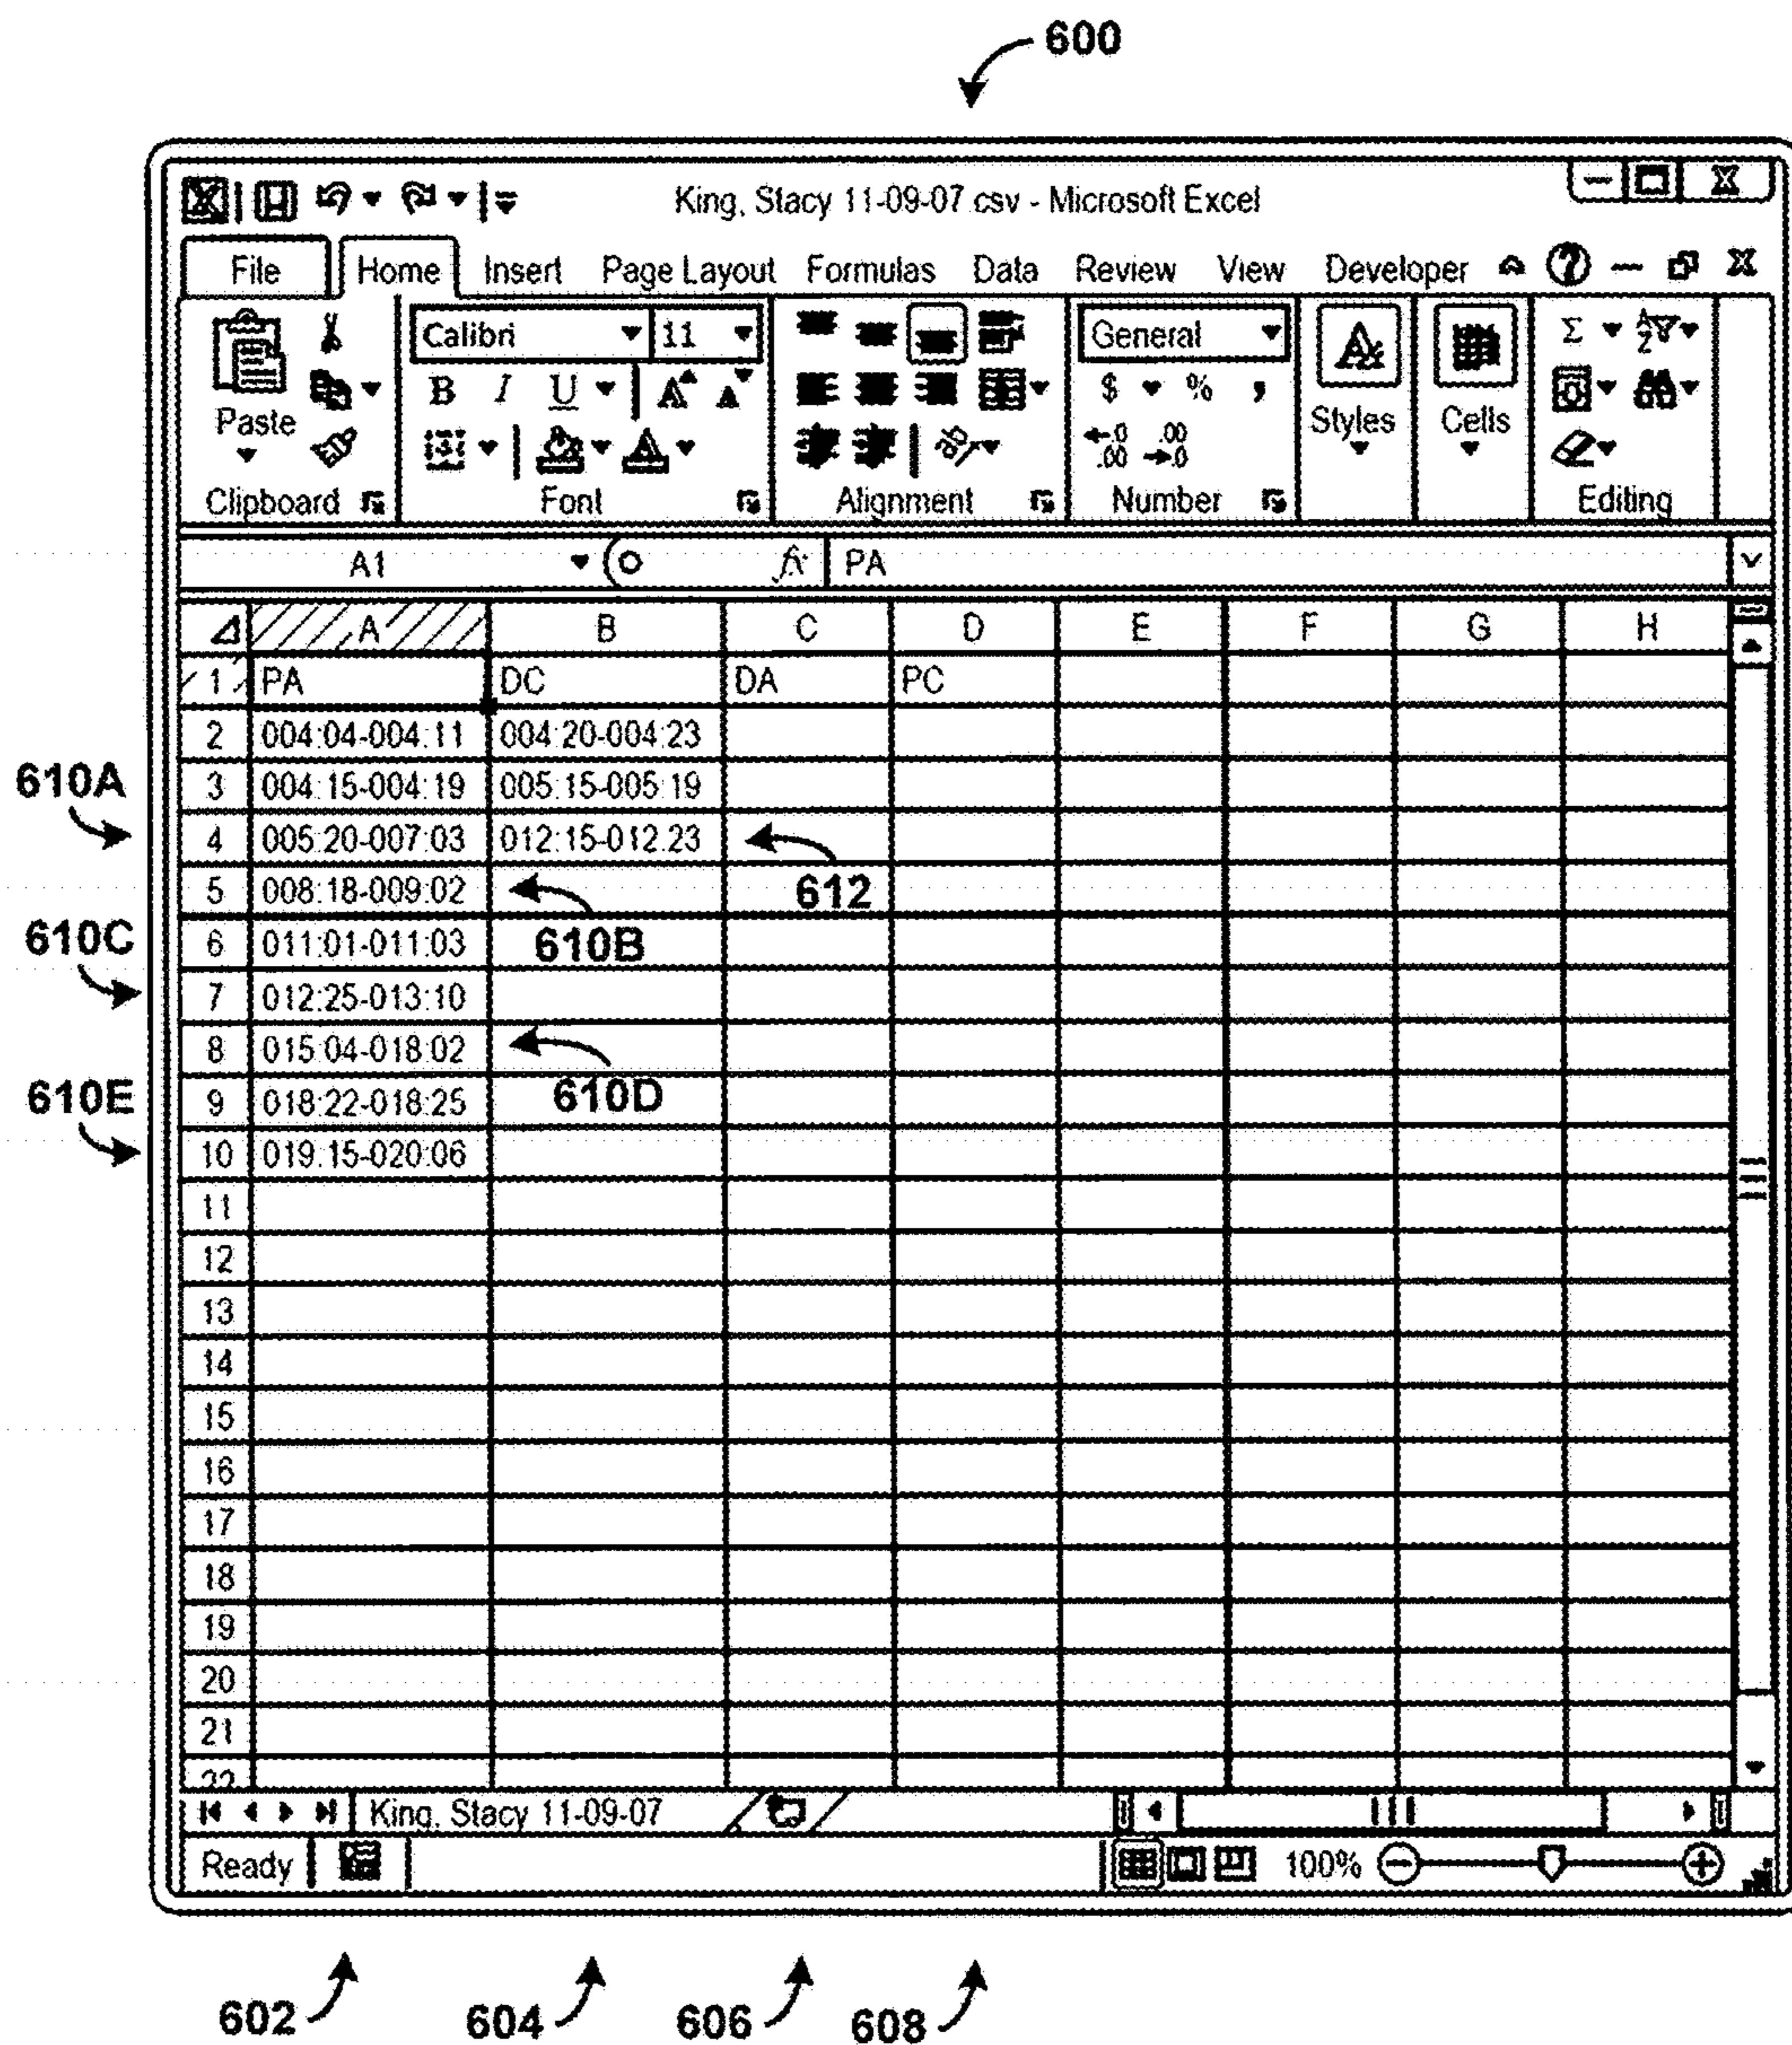 600
King, Stacy 11-09-07.csv - Microsoft Excel
File Home Insert Page Layout Formulas Data Review View Developer
Calibri 11 General
B I U A A $ % ,
Paste Styles Cells
Clipboard Font Alignment Number Editing
A1 fx PA
A B C D E F G H
1 PA DC DA PC
2 004:04-004:11 004:20-004:23
610A 3 004:15-004:19 005:15-005:19
4 005:20-007:03 012:15-012:23
5 008:18-009:02 612
610C 6 011:01-011:03 610B
7 012:25-013:10
8 015:04-018:02
610E 9 018:22-018:25 610D
10 019:15-020:06
11
12
13
14
15
16
17
18
19
20
21
22
King, Stacy 11-09-07
Ready 100%
602 604 606 608